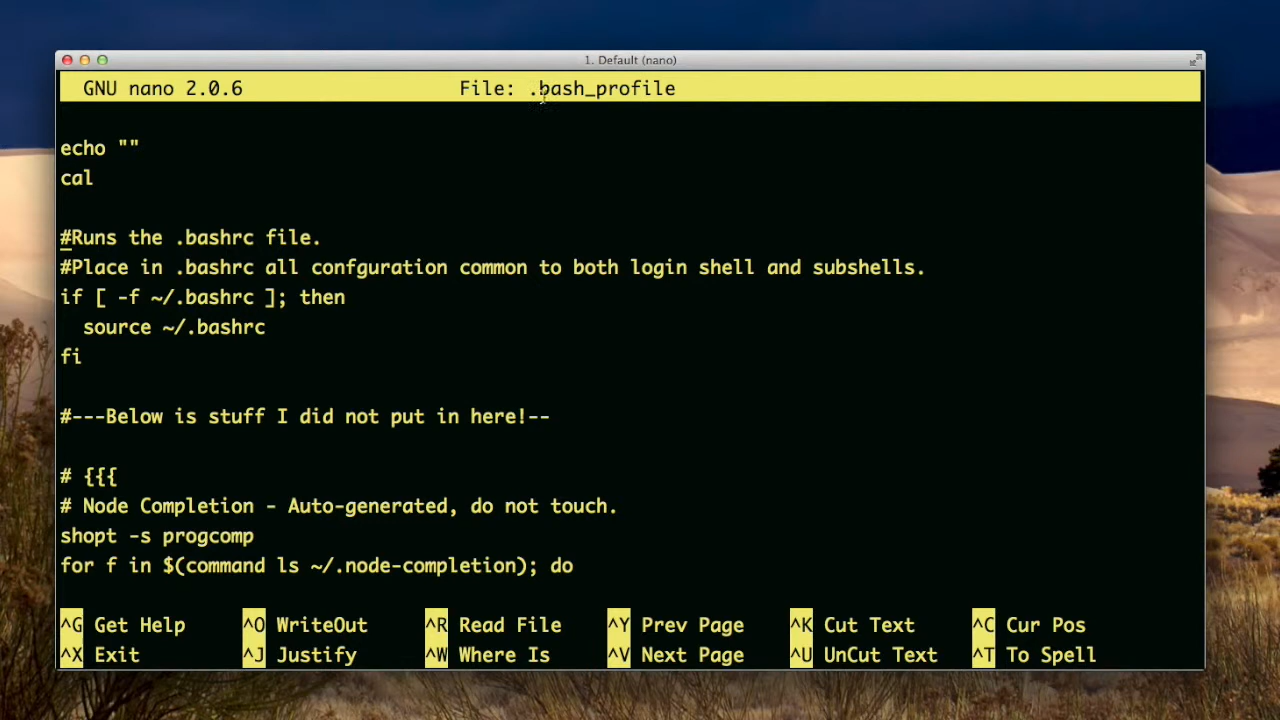 1. Default (nano)
GNU nano 2.0.6 File: .bash_profile
echo ""
cal
#Runs the .bashrc file.
#Place in .bashrc all confguration common to both login shell and subshells.
if [ -f ~/.bashrc ]; then
source ~/.bashrc
fi
#---Below is stuff I did not put in here!--
# {{{
# Node Completion - Auto-generated, do not touch.
shopt -s progcomp
for f in $(command ls ~/.node-completion); do
^G Get Help ^O WriteOut ^R Read File ^Y Prev Page ^K Cut Text ^C Cur Pos
^X Exit ^J Justify ^W Where Is ^V Next Page ^U UnCut Text ^T To Spell